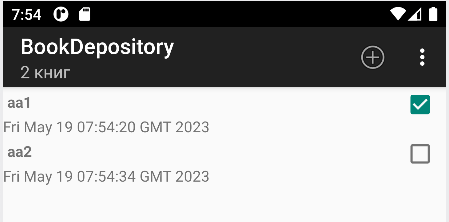 7:54
BookDepository
2 книг
aa1
Fri May 19 07:54:20 GMT 2023
aa2
Fri May 19 07:54:34 GMT 2023